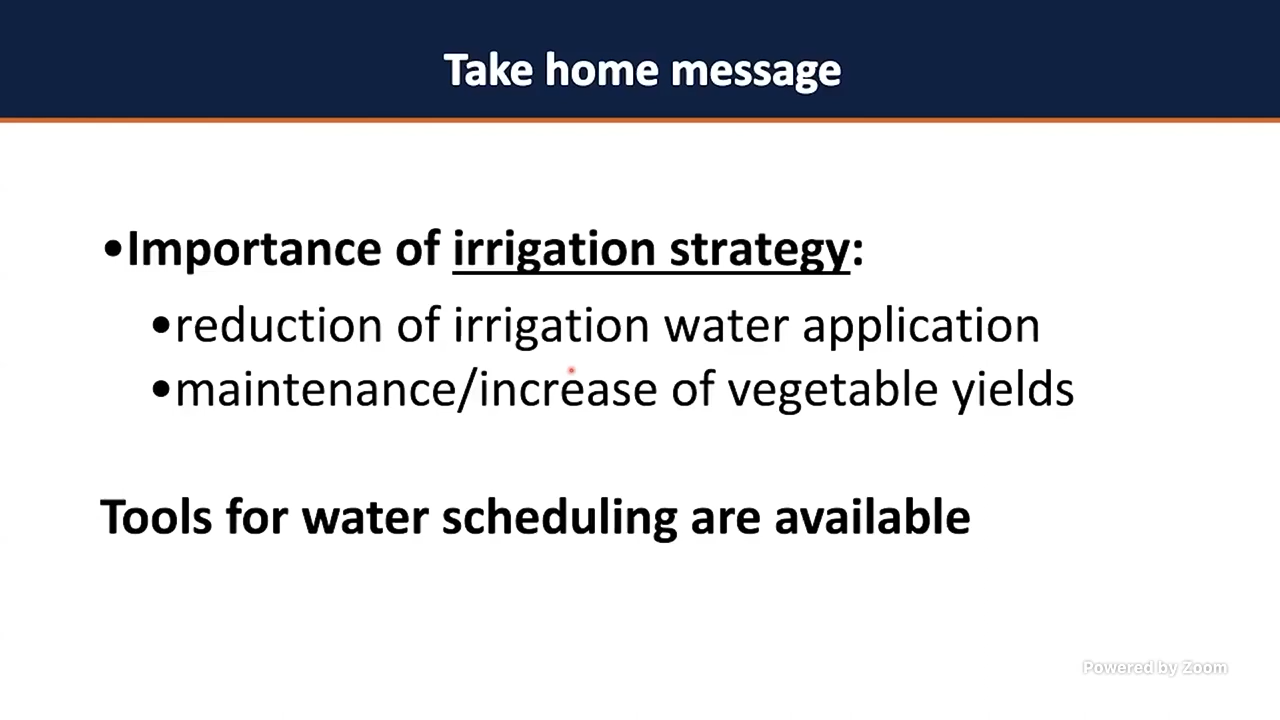 Take home message
•Importance of irrigation strategy:
•reduction of irrigation water application
•maintenance/increase of vegetable yields
Tools for water scheduling are available
Powered by Zoom